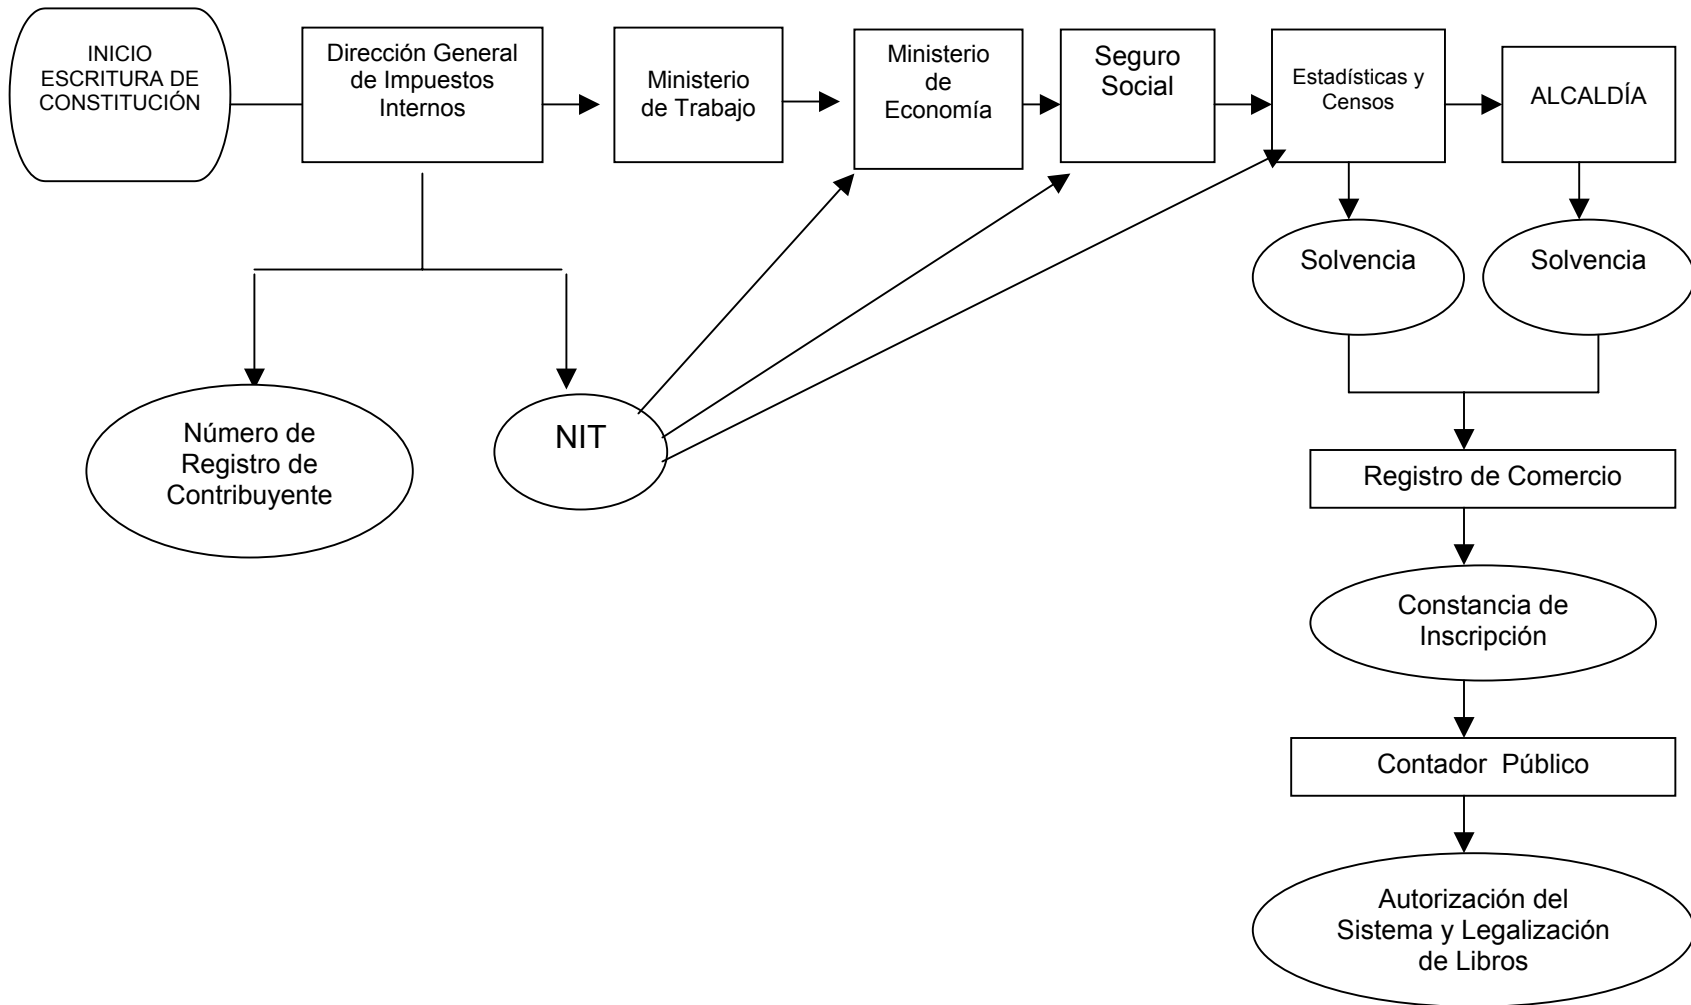 INICIO
ESCRITURA DE
CONSTITUCIÓN
Dirección General
de Impuestos
Internos
Ministerio
de Trabajo
Ministerio
de
Economía
Seguro
Social
Estadísticas y
Censos
ALCALDÍA
Solvencia
Solvencia
Número de
Registro de
Contribuyente
NIT
Registro de Comercio
Constancia de
Inscripción
Contador Público
Autorización del
Sistema y Legalización
de Libros